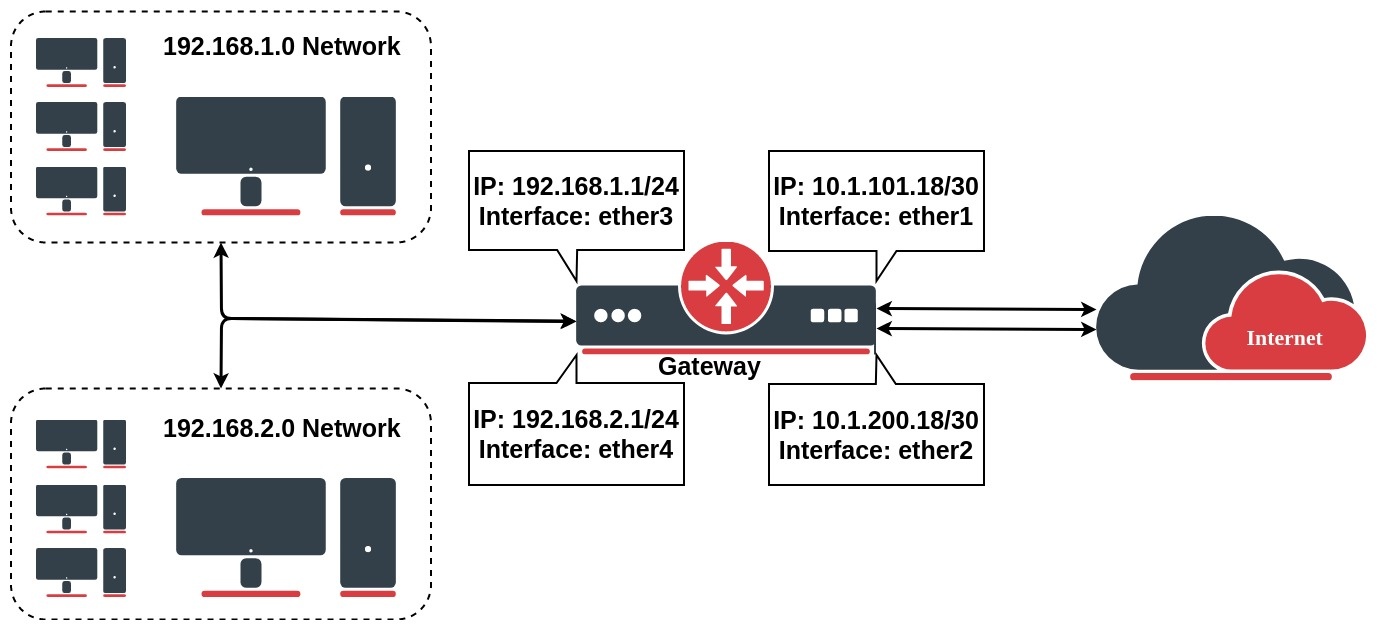 192.168.1.0 Network
IP: 192.168.1.1/24
Interface: ether3
IP: 10.1.101.18/30
Interface: ether1
Internet
Gateway
192.168.2.0 Network
IP: 192.168.2.1/24
Interface: ether4
IP: 10.1.200.18/30
Interface: ether2